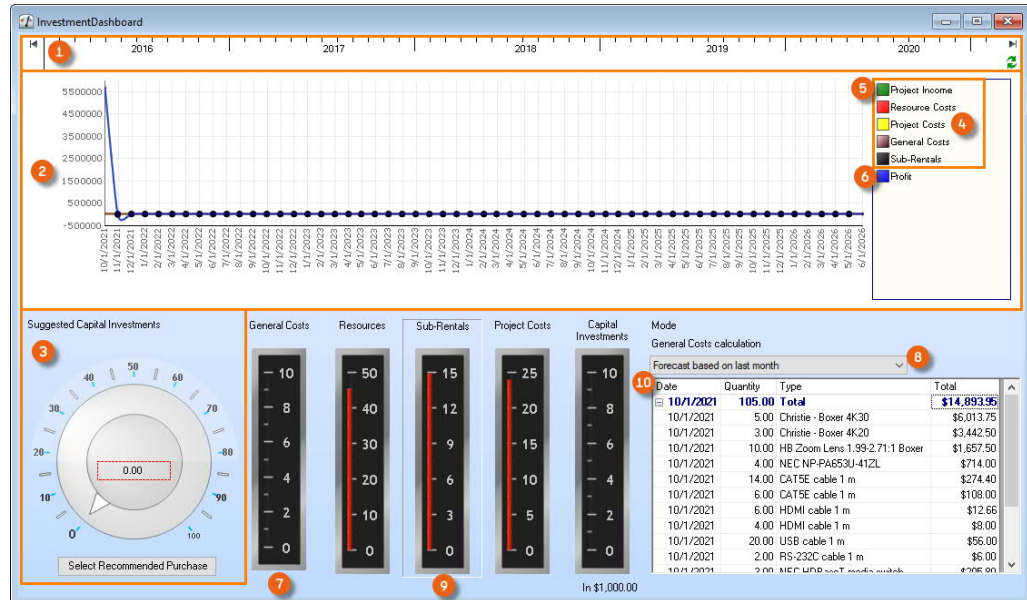 InvestmentDashboard
1
2016 2017 2018 2019 2020
5500000
4500000
3500000
2500000
1500000
500000
-500000
2
10/1/2021 11/1/2021 12/1/2021 1/1/2022 2/1/2022 3/1/2022 4/1/2022 5/1/2022 6/1/2022 7/1/2022 8/1/2022 9/1/2022 10/1/2022 11/1/2022 12/1/2022 1/1/2023 2/1/2023 3/1/2023 4/1/2023 5/1/2023 6/1/2023 7/1/2023 8/1/2023 9/1/2023 10/1/2023 11/1/2023 12/1/2023 1/1/2024 2/1/2024 3/1/2024 4/1/2024 5/1/2024 6/1/2024 7/1/2024 8/1/2024 9/1/2024 10/1/2024 11/1/2024 12/1/2024 1/1/2025 2/1/2025 3/1/2025 4/1/2025 5/1/2025 6/1/2025 7/1/2025 8/1/2025 9/1/2025 10/1/2025 11/1/2025 12/1/2025 1/1/2026 2/1/2026 3/1/2026 4/1/2026 5/1/2026 6/1/2026
5 Project Income
Resource Costs
Project Costs 4
General Costs
Sub-Rentals
6 Profit
Suggested Capital Investments
3
0 10 20 30 40 50 60 70 80 90 100
0.00
Select Recommended Purchase
General Costs
10
8
6
4
2
0
7
Resources
50
40
30
20
10
0
Sub-Rentals
15
12
9
6
3
0
9
Project Costs
25
20
15
10
5
0
Capital
Investments
10
8
6
4
2
0
In $1,000.00
Mode
General Costs calculation
Forecast based on last month 8
10
Date Quantity Type Total
10/1/2021 105.00 Total $14,893.95
10/1/2021 5.00 Christie - Boxer 4K30 $6,013.75
10/1/2021 3.00 Christie - Boxer 4K20 $3,442.50
10/1/2021 10.00 HB Zoom Lens 1.99-2.71:1 Boxer $1,657.50
10/1/2021 4.00 NEC NP-PA653U-41ZL $714.00
10/1/2021 14.00 CAT5E cable 1 m $274.40
10/1/2021 6.00 CAT5E cable 1 m $108.00
10/1/2021 6.00 HDMI cable 1 m $12.66
10/1/2021 4.00 HDMI cable 1 m $8.00
10/1/2021 20.00 USB cable 1 m $56.00
10/1/2021 2.00 RS-232C cable 1 m $6.00
10/1/2021 3.00 NEC HDBaseT media switch $205.80